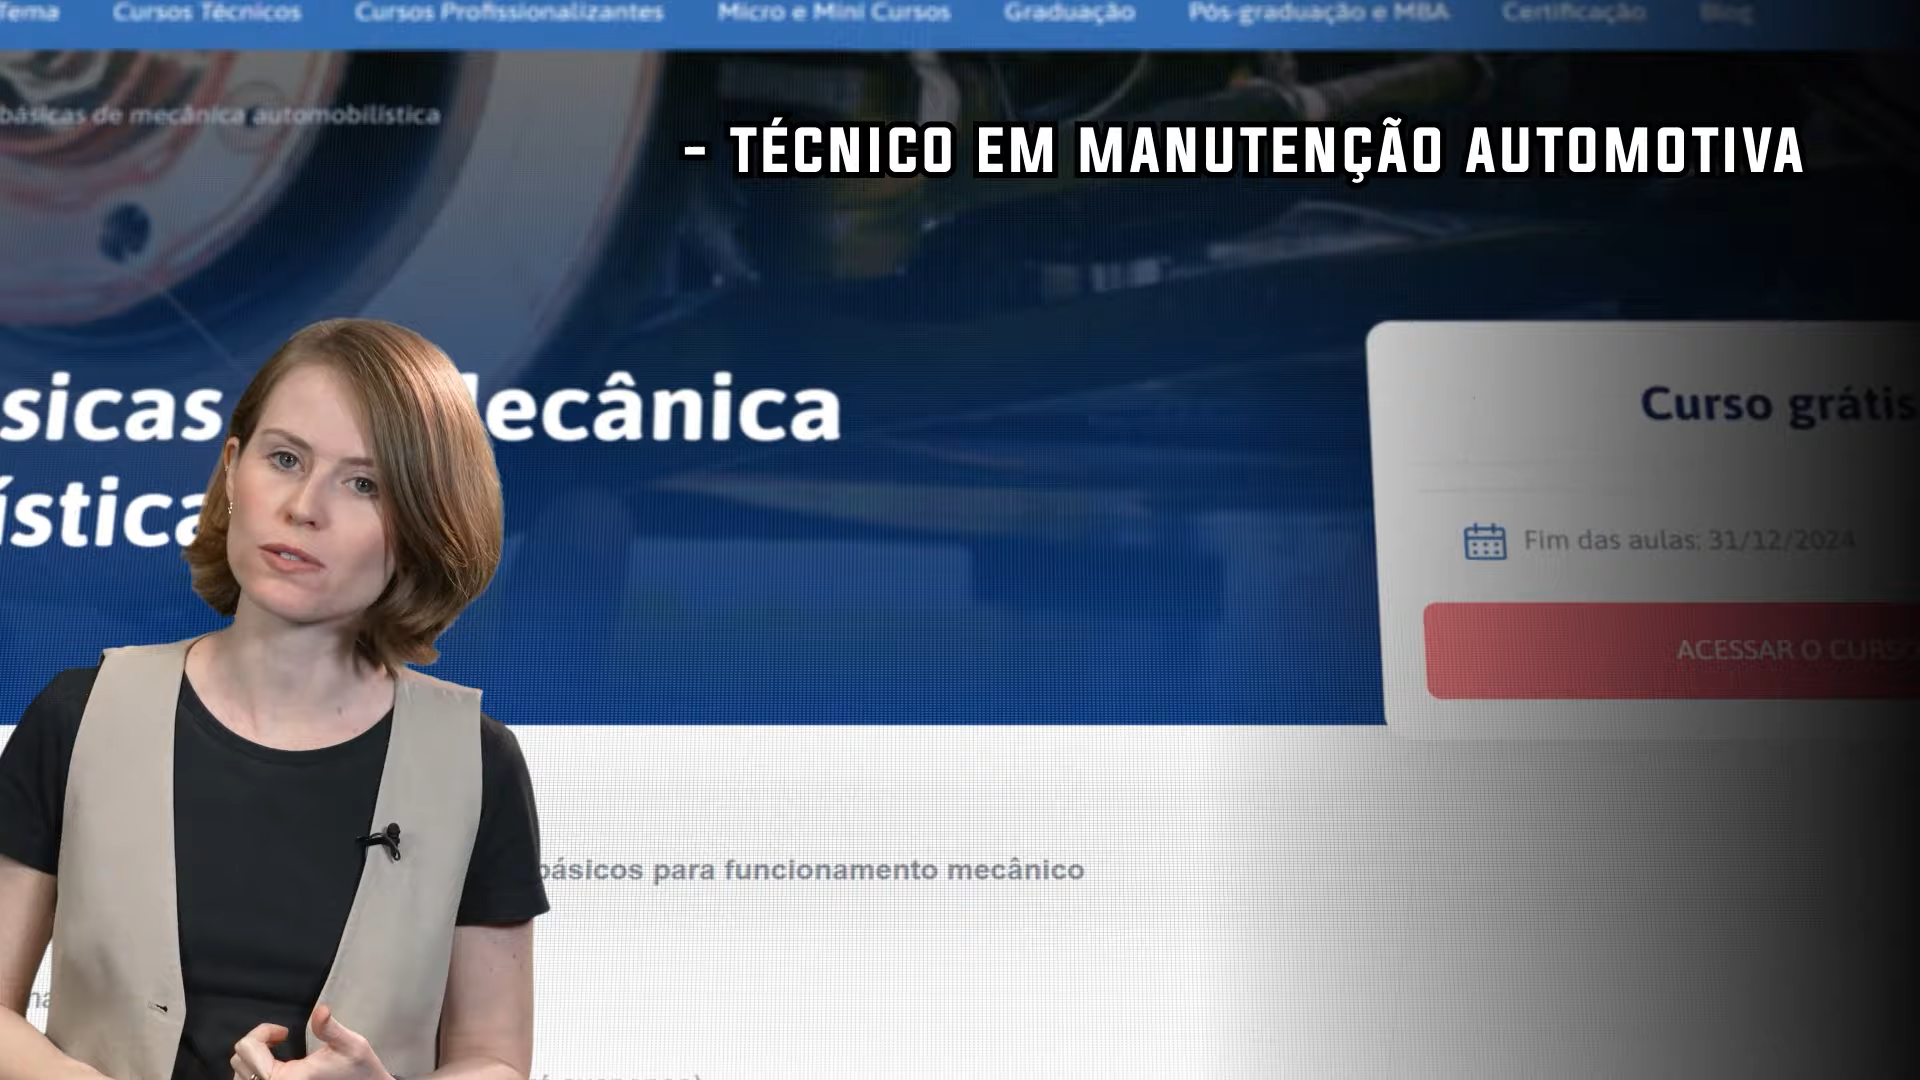 Tema Cursos Técnicos Cursos Profissionalizantes Micro e Mini Cursos Graduação Pós-graduação e MBA Certificação Blog
básicas de mecânica automobilística
- TÉCNICO EM MANUTENÇÃO AUTOMOTIVA
sicas ecânica
ística
Curso grátis
Fim das aulas: 31/12/2024
ACESSAR O CURSO
básicos para funcionamento mecânico